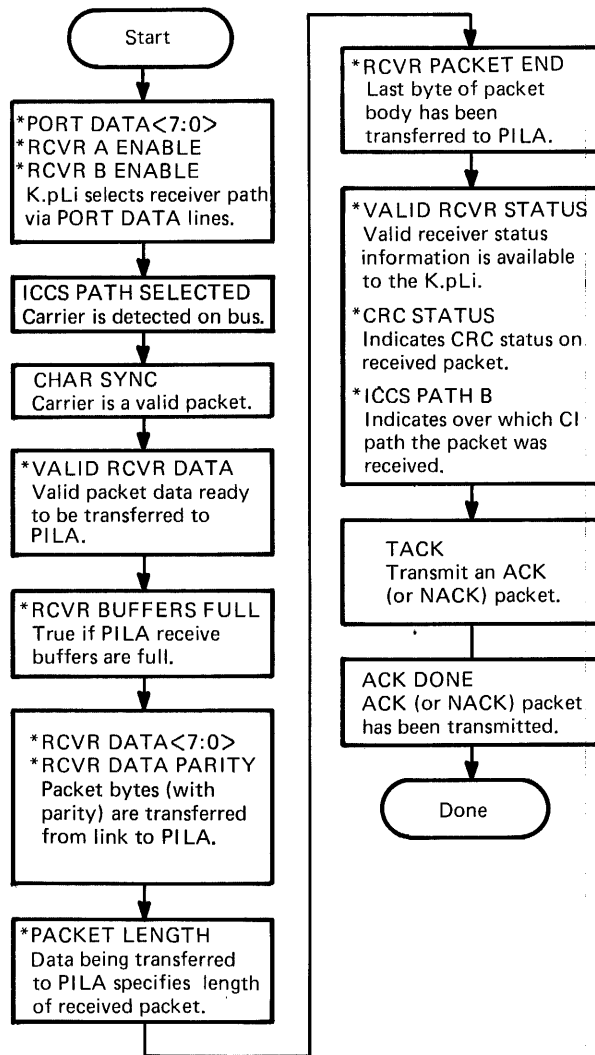 Start
*PORT DATA<7:0>
*RCVR A ENABLE
*RCVR B ENABLE
K.pLi selects receiver path
via PORT DATA lines.
ICCS PATH SELECTED
Carrier is detected on bus.
CHAR SYNC
Carrier is a valid packet.
*VALID RCVR DATA
Valid packet data ready
to be transferred to
PILA.
*RCVR BUFFERS FULL
True if PILA receive
buffers are full.
*RCVR DATA<7:0>
*RCVR DATA PARITY
Packet bytes (with
parity) are transferred
from link to PILA.
*PACKET LENGTH
Data being transferred
to PILA specifies length
of received packet.
*RCVR PACKET END
Last byte of packet
body has been
transferred to PILA.
*VALID RCVR STATUS
Valid receiver status
information is available
to the K.pLi.
*CRC STATUS
Indicates CRC status on
received packet.
*ICCS PATH B
Indicates over which CI
path the packet was
received.
TACK
Transmit an ACK
(or NACK) packet.
ACK DONE
ACK (or NACK) packet
has been transmitted.
Done